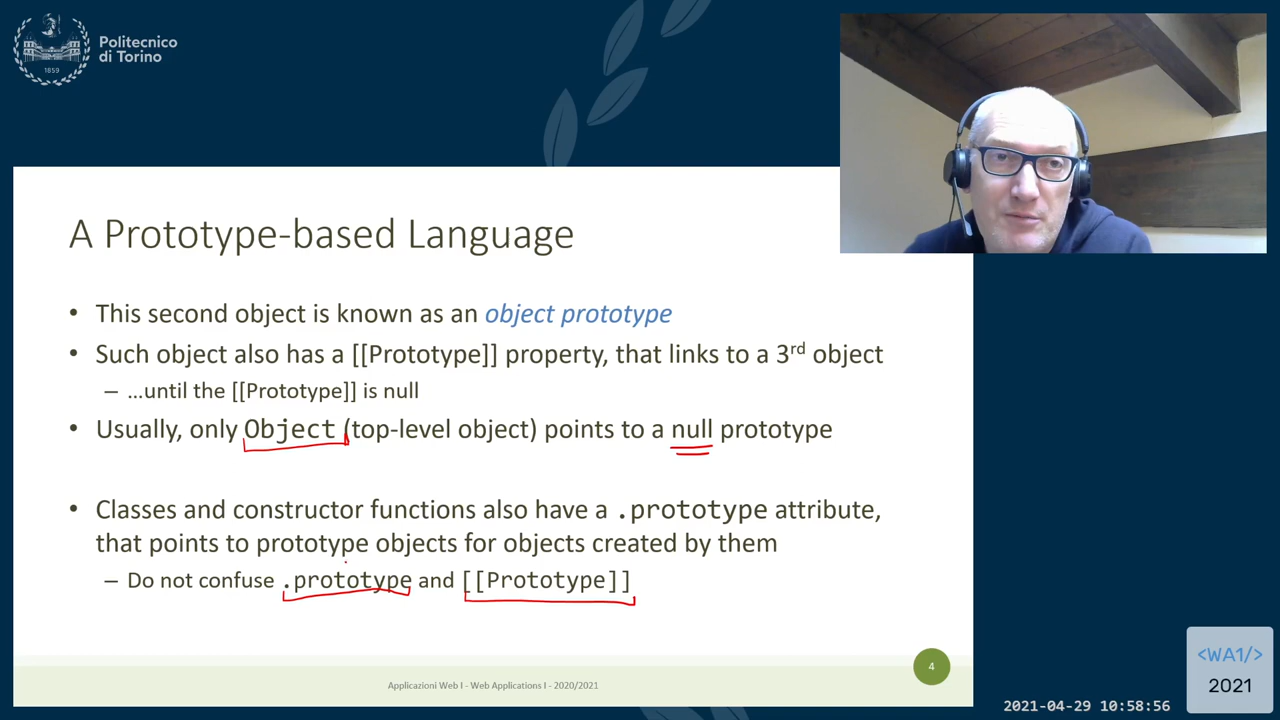 Politecnico
di Torino
1859
A Prototype-based Language
• This second object is known as an object prototype
• Such object also has a [[Prototype]] property, that links to a 3rd object
– …until the [[Prototype]] is null
• Usually, only Object (top-level object) points to a null prototype
• Classes and constructor functions also have a .prototype attribute,
that points to prototype objects for objects created by them
– Do not confuse .prototype and [[Prototype]]
4
Applicazioni Web I - Web Applications I - 2020/2021
<WA1/>
2021
2021-04-29 10:58:56